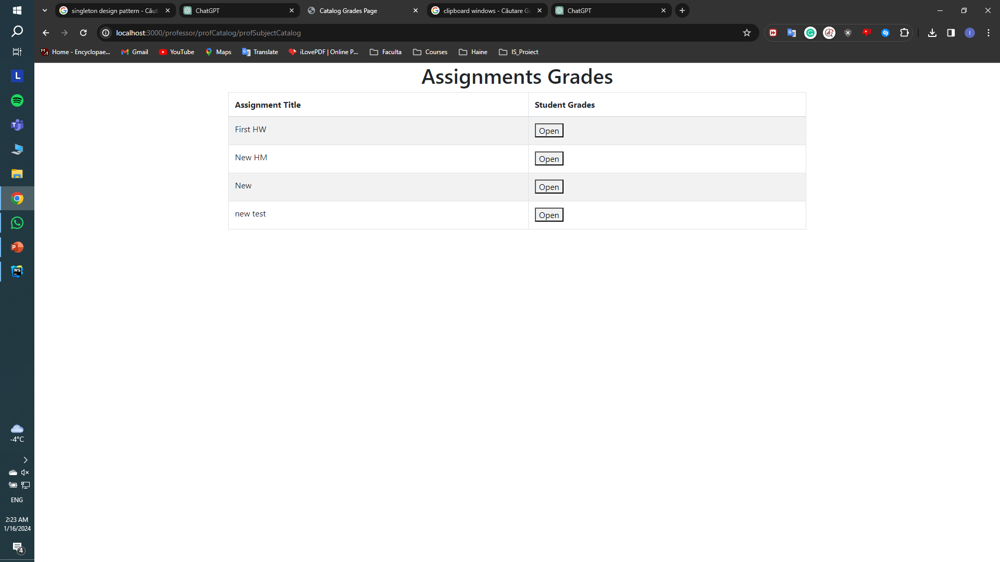 singleton design pattern - Căut
ChatGPT
Catalog Grades Page
clipboard windows - Căutare Go
ChatGPT
localhost:3000/professor/profCatalog/profSubjectCatalog
Home - Encyclopae...
Gmail
YouTube
Maps
Translate
iLovePDF | Online P...
Faculta
Courses
Haine
IS_Proiect
Assignments Grades
Assignment Title Student Grades
First HW Open
New HM Open
New Open
new test Open
L
T
P
WS
-4°C
ENG
2:23 AM
1/16/2024
4
I